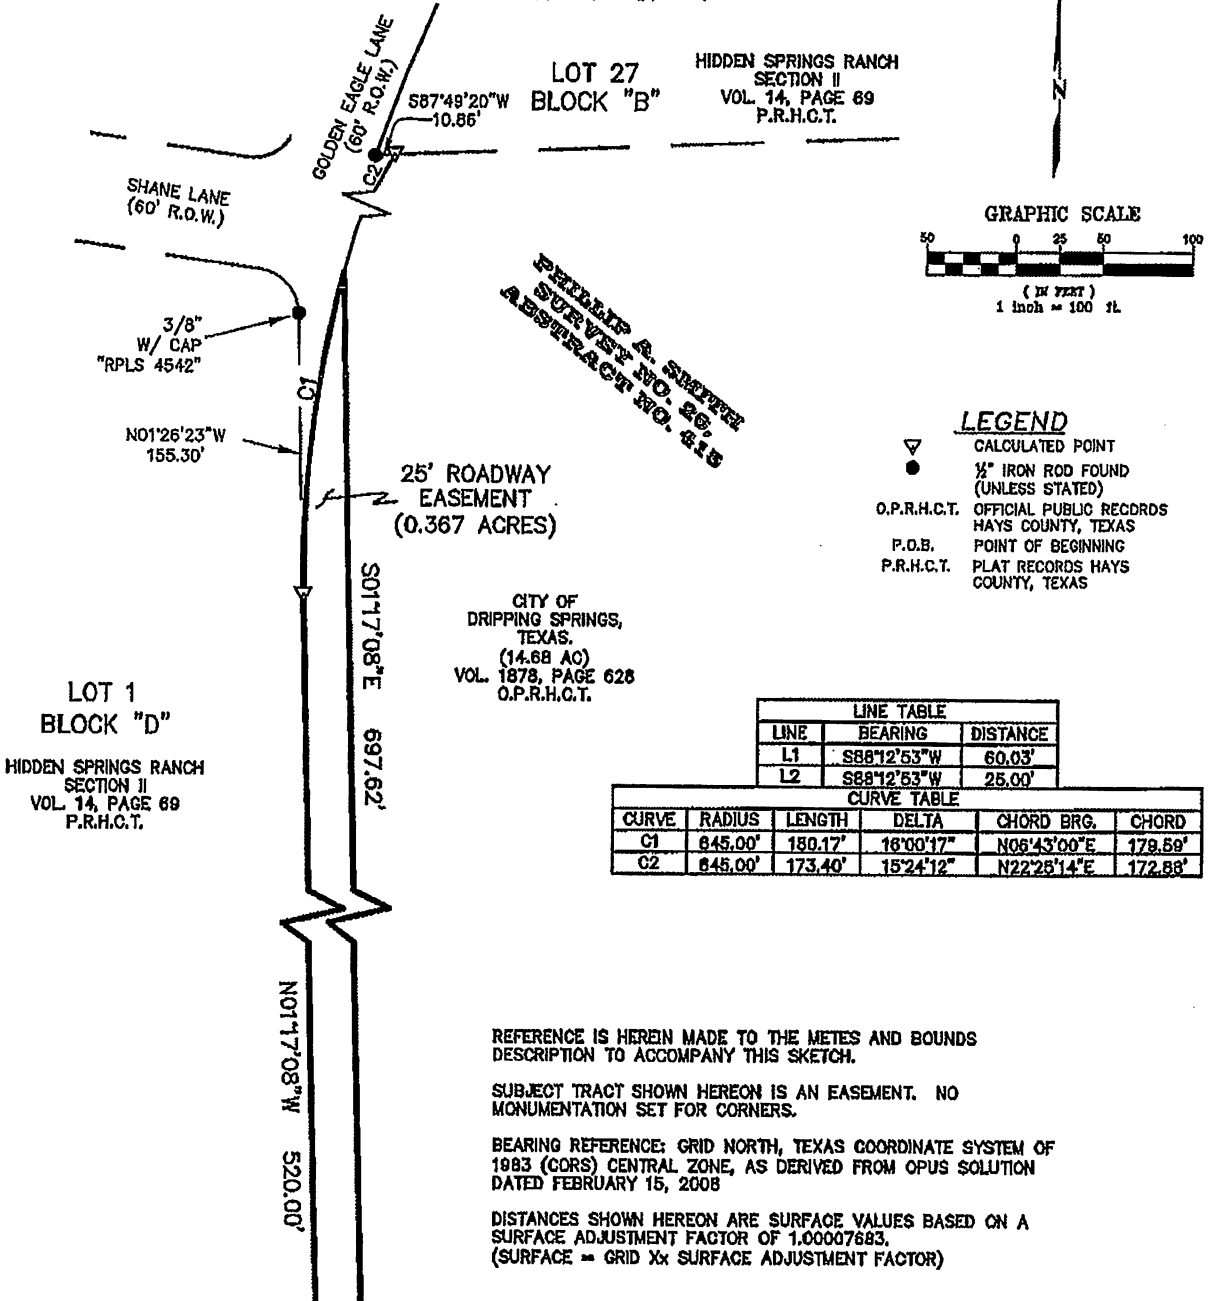 GOLDEN EAGLE LANE
(60' R.O.W.)
S87°49'20"W
10.86'
LOT 27
BLOCK "B"
HIDDEN SPRINGS RANCH
SECTION II
VOL. 14, PAGE 69
P.R.H.C.T.
N
C2
SHANE LANE
(60' R.O.W.)
GRAPHIC SCALE
50 0 25 50 100
( IN FEET )
1 inch = 100 ft.
3/8"
W/ CAP
"RPLS 4542"
C1
N01°26'23"W
155.30'
PHILLIP A. SMITH
SURVEY NO. 26,
ABSTRACT NO. 415
25' ROADWAY
EASEMENT
(0.367 ACRES)
LEGEND
CALCULATED POINT
½" IRON ROD FOUND
(UNLESS STATED)
O.P.R.H.C.T. OFFICIAL PUBLIC RECORDS
HAYS COUNTY, TEXAS
P.O.B. POINT OF BEGINNING
P.R.H.C.T. PLAT RECORDS HAYS
COUNTY, TEXAS
S01°17'08"E 697.62'
CITY OF
DRIPPING SPRINGS,
TEXAS.
(14.68 AC)
VOL. 1878, PAGE 628
O.P.R.H.C.T.
LOT 1
BLOCK "D"
HIDDEN SPRINGS RANCH
SECTION II
VOL. 14, PAGE 69
P.R.H.C.T.
LINE TABLE
LINE BEARING DISTANCE
L1 S88°12'53"W 60.03'
L2 S88°12'53"W 25.00'
CURVE TABLE
CURVE RADIUS LENGTH DELTA CHORD BRG. CHORD
C1 645.00' 180.17' 16°00'17" N06°43'00"E 179.59'
C2 645.00' 173.40' 15°24'12" N22°25'14"E 172.88'
N01°17'08"W 520.00'
REFERENCE IS HEREIN MADE TO THE METES AND BOUNDS
DESCRIPTION TO ACCOMPANY THIS SKETCH.
SUBJECT TRACT SHOWN HEREON IS AN EASEMENT. NO
MONUMENTATION SET FOR CORNERS.
BEARING REFERENCE: GRID NORTH, TEXAS COORDINATE SYSTEM OF
1983 (CORS) CENTRAL ZONE, AS DERIVED FROM OPUS SOLUTION
DATED FEBRUARY 15, 2008
DISTANCES SHOWN HEREON ARE SURFACE VALUES BASED ON A
SURFACE ADJUSTMENT FACTOR OF 1.00007683.
(SURFACE = GRID Xx SURFACE ADJUSTMENT FACTOR)